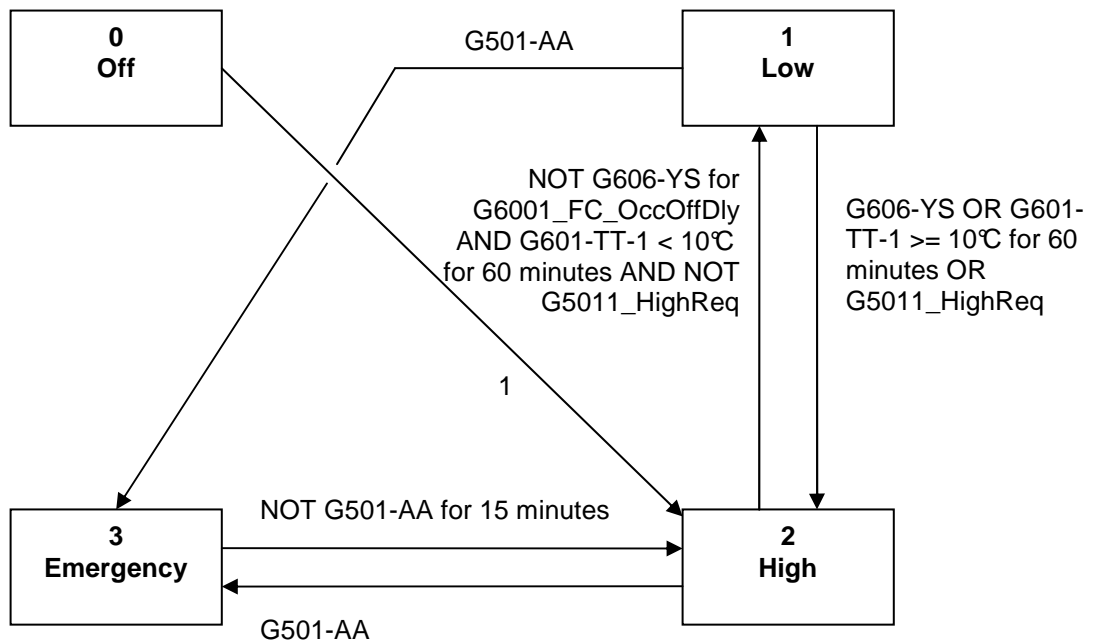 0
Off
G501-AA
1
Low
NOT G606-YS for
G6001_FC_OccOffDly
AND G601-TT-1 < 10°C
for 60 minutes AND NOT
G5011_HighReq
G606-YS OR G601-
TT-1 >= 10°C for 60
minutes OR
G5011_HighReq
1
3
Emergency
NOT G501-AA for 15 minutes
2
High
G501-AA